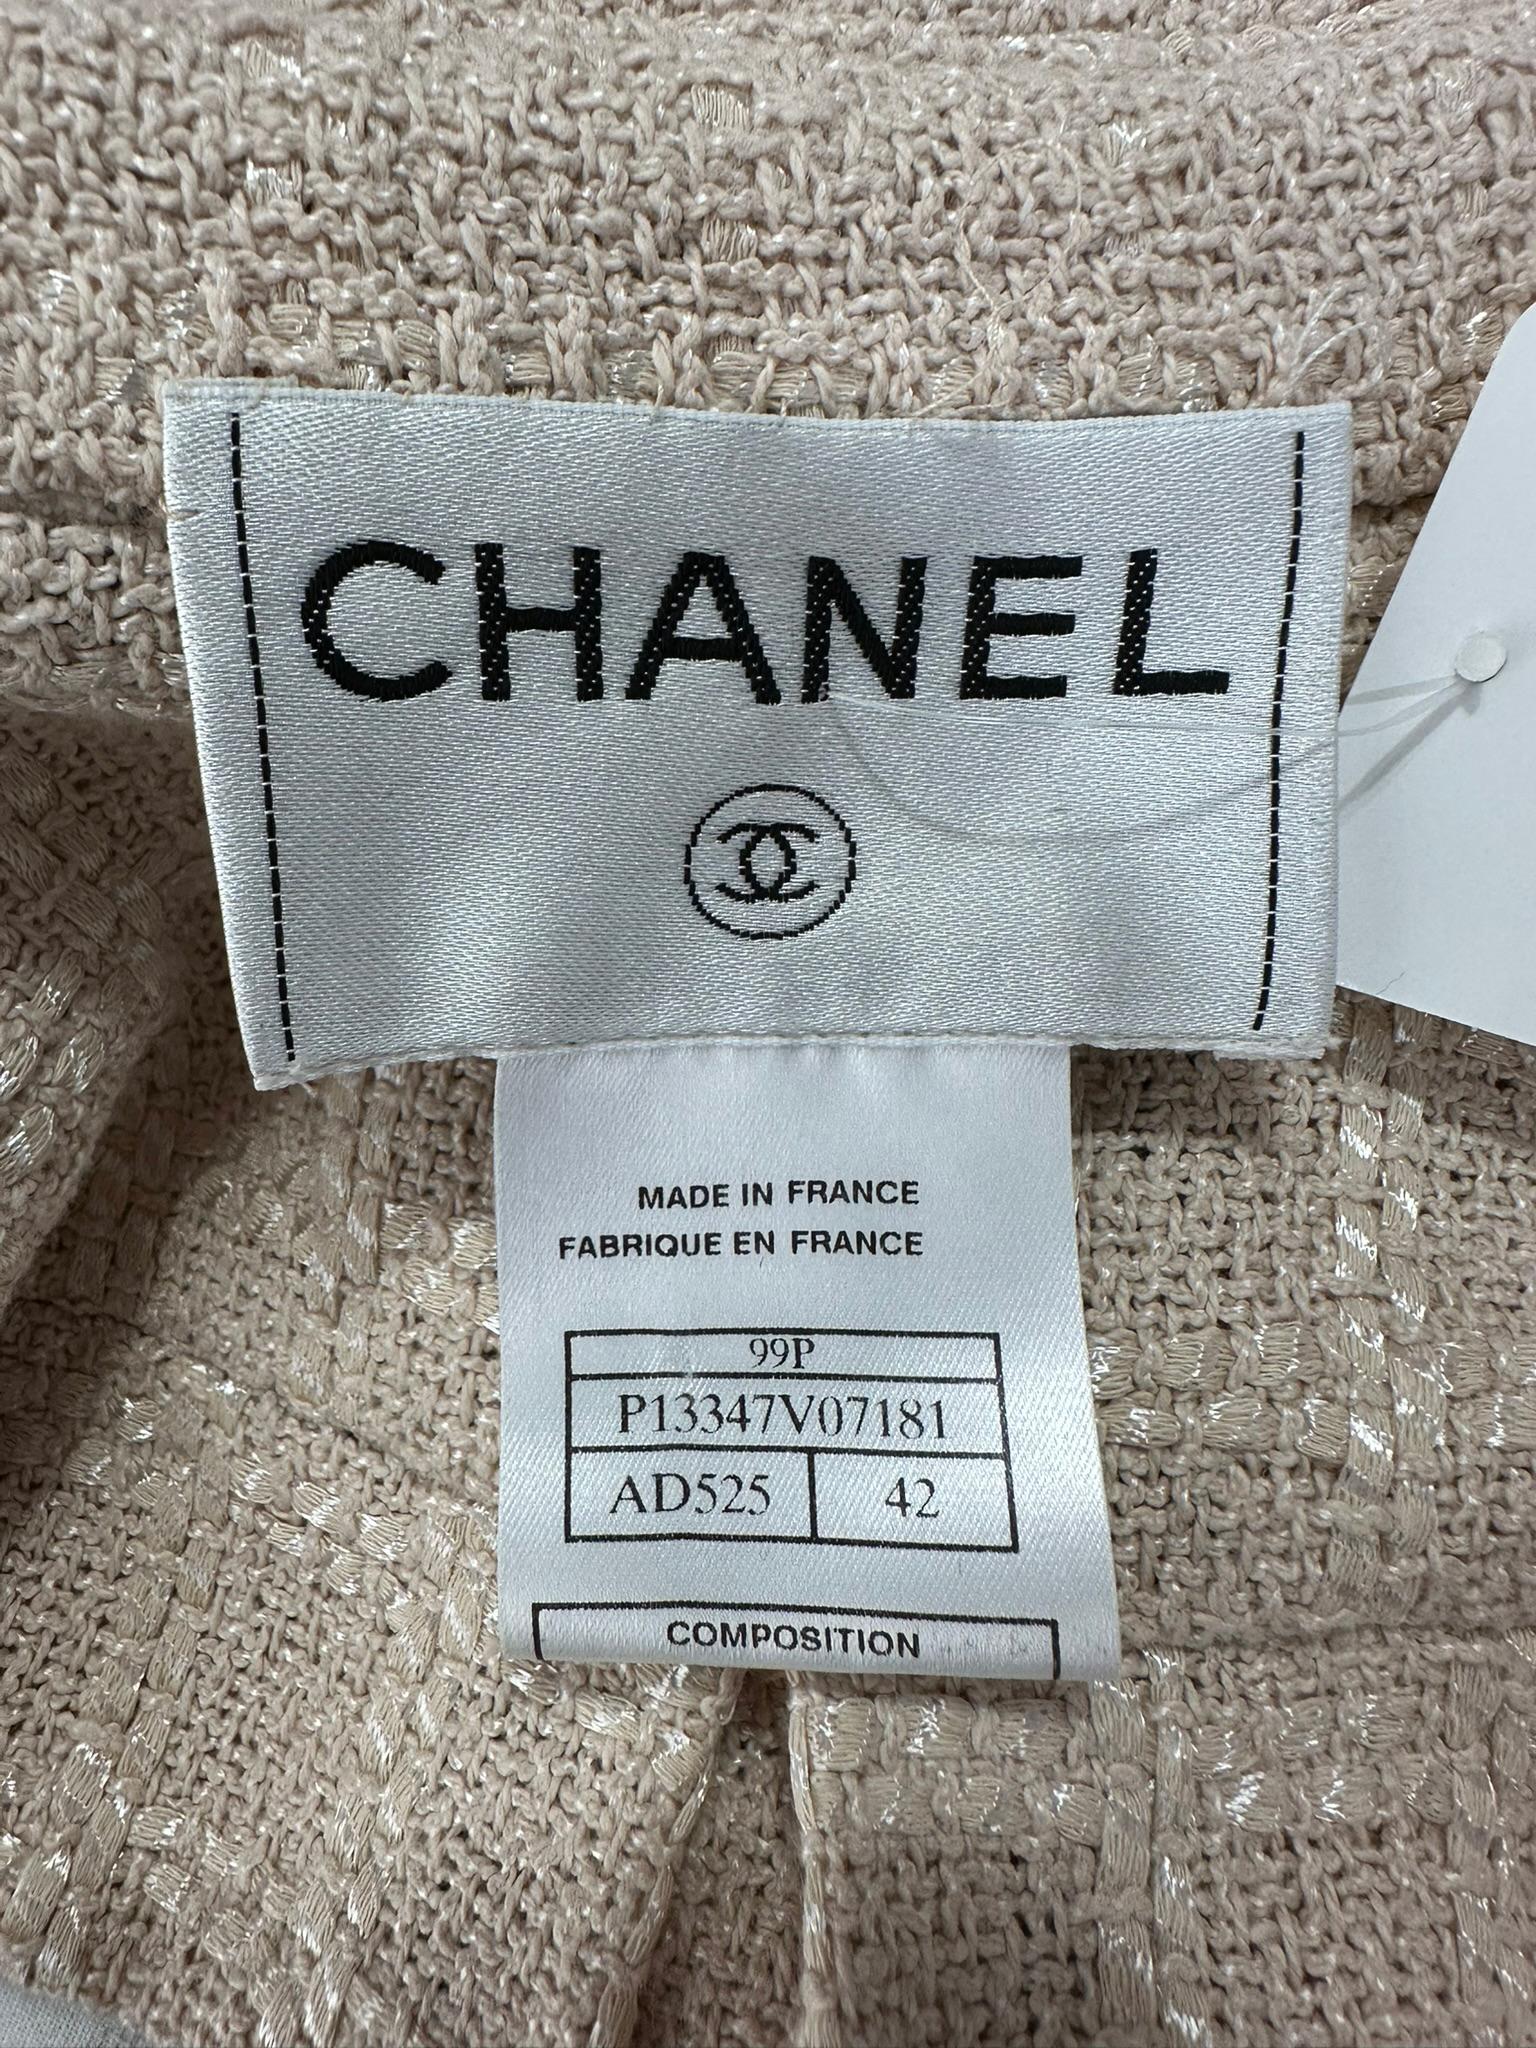 CHANEL
MADE IN FRANCE
FABRIQUE EN FRANCE
99P
P13347V07181
AD525 42
COMPOSITION